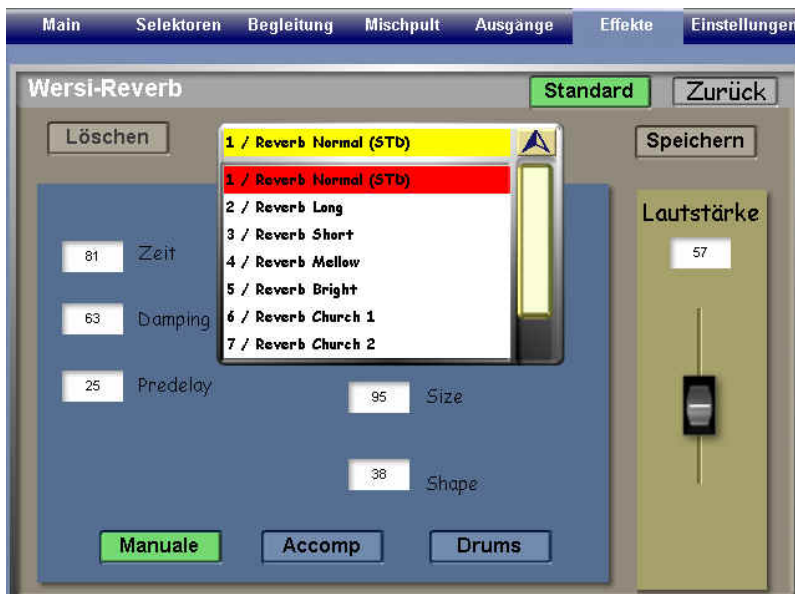 Main Selektoren Begleitung Mischpult Ausgänge Effekte Einstellungen
Wersi-Reverb Standard Zurück
Löschen 1 / Reverb Normal (STD) Speichern
1 / Reverb Normal (STD)
2 / Reverb Long
3 / Reverb Short
4 / Reverb Mellow
5 / Reverb Bright
6 / Reverb Church 1
7 / Reverb Church 2
81 Zeit
63 Damping
25 Predelay
95 Size
38 Shape
Manuale Accomp Drums
Lautstärke
57